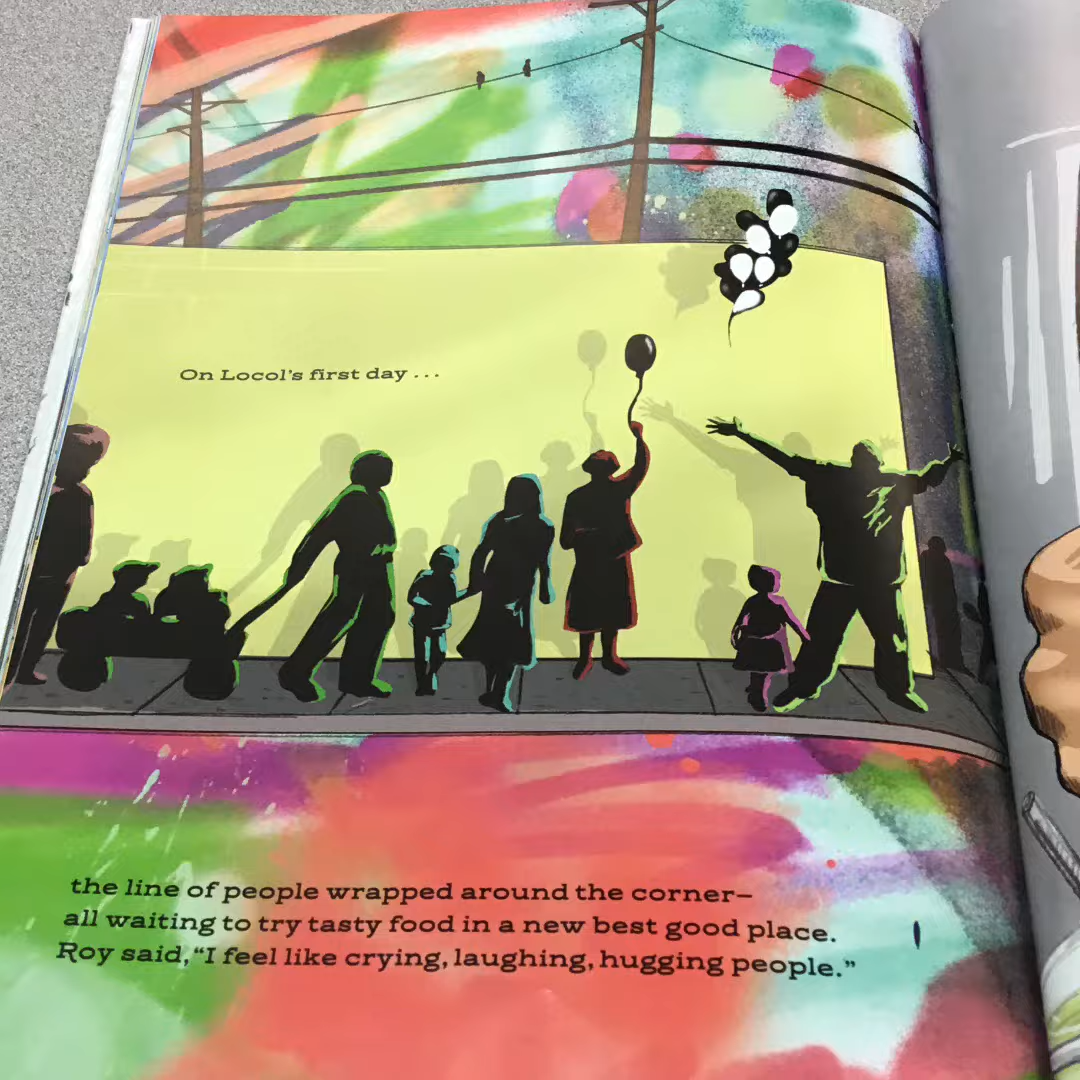 On Locol's first day . . .
the line of people wrapped around the corner—
all waiting to try tasty food in a new best good place.
Roy said, “I feel like crying, laughing, hugging people.”